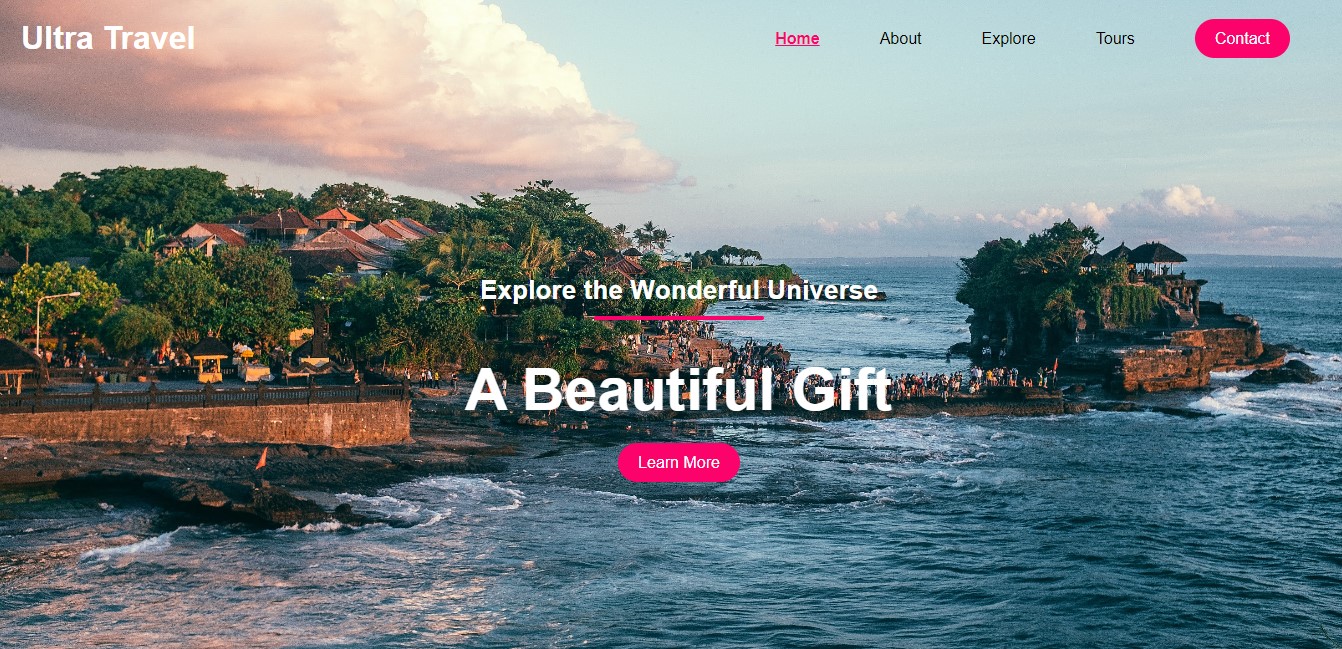 Ultra Travel
Home
About
Explore
Tours
Contact
Explore the Wonderful Universe
A Beautiful Gift
Learn More